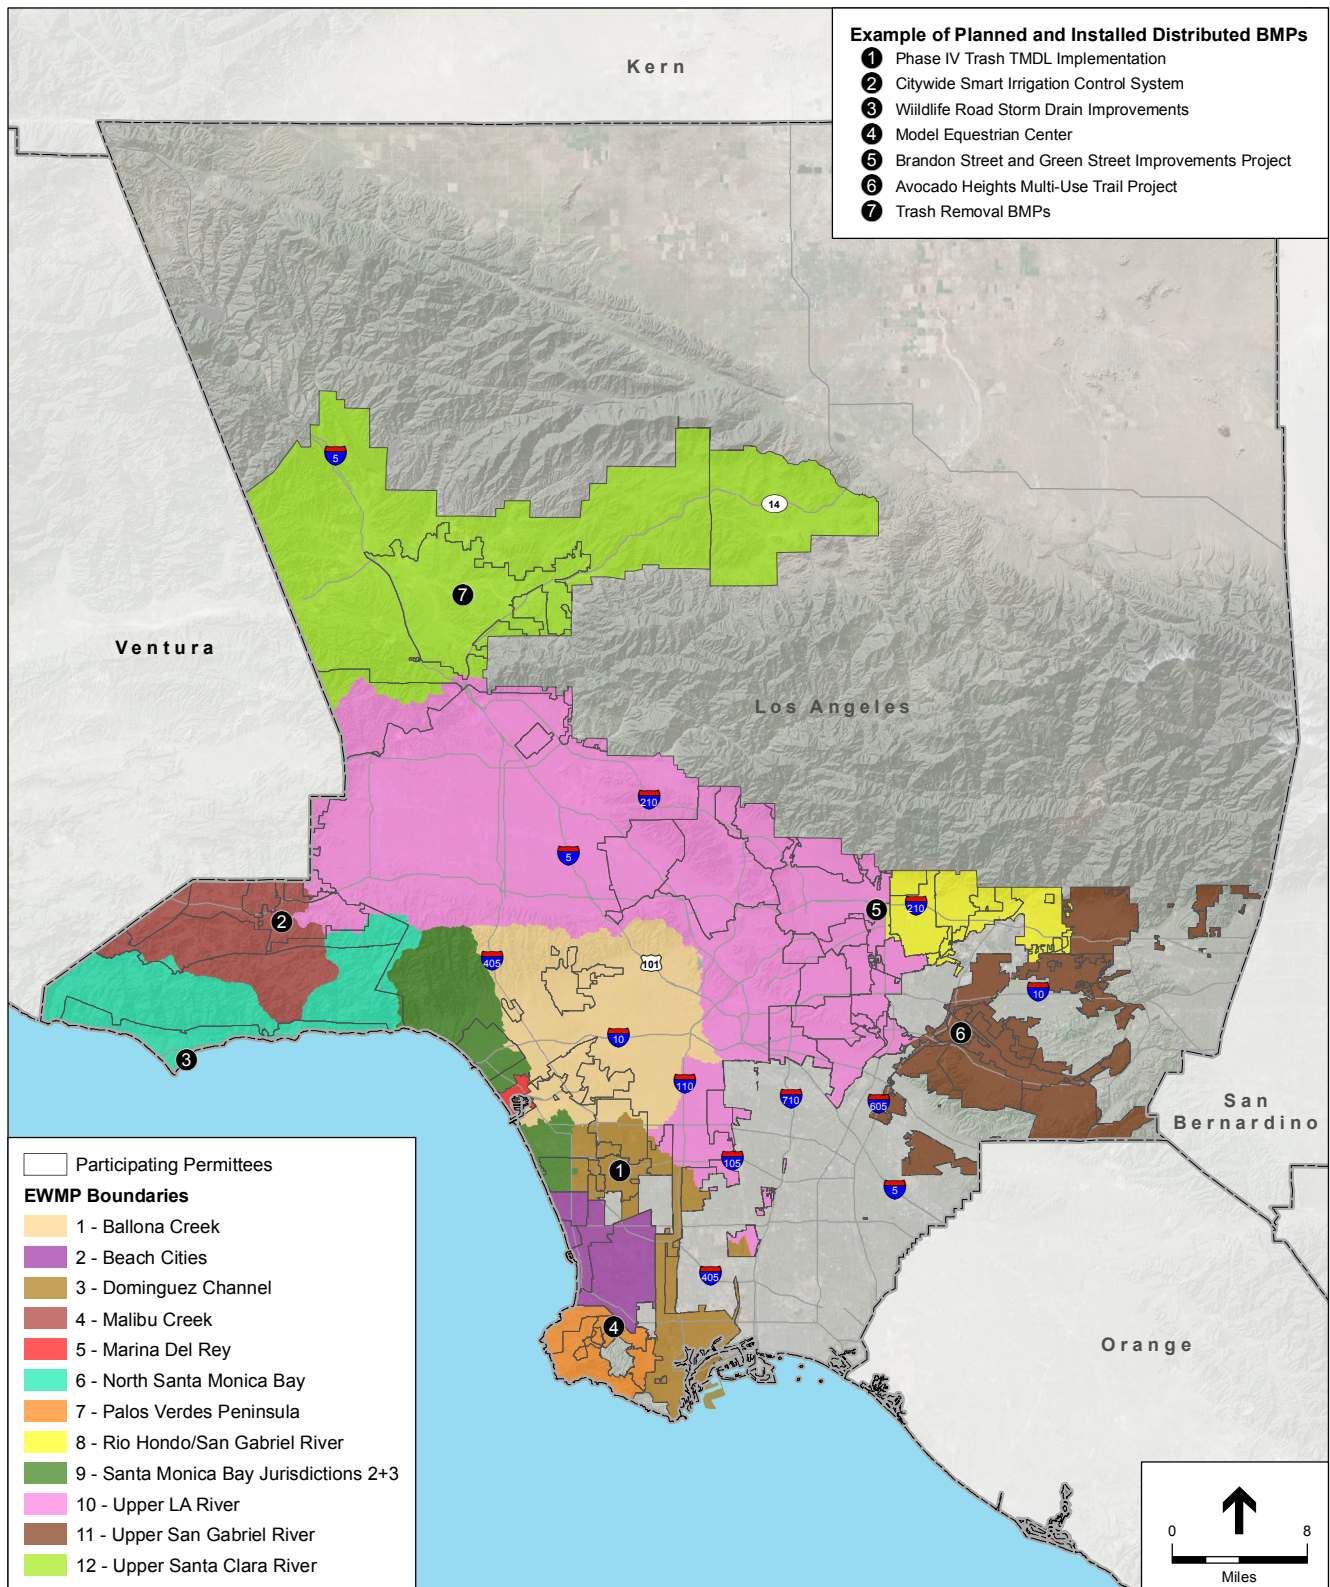 Example of Planned and Installed Distributed BMPs
1 Phase IV Trash TMDL Implementation
2 Citywide Smart Irrigation Control System
3 Wiildlife Road Storm Drain Improvements
4 Model Equestrian Center
5 Brandon Street and Green Street Improvements Project
6 Avocado Heights Multi-Use Trail Project
7 Trash Removal BMPs
Kern
5
14
7
Ventura
Los Angeles
210
5
2
5
210
405
101
10
3
10
6
110
710
605
San
Bernardino
1
105
5
405
4
Orange
Participating Permittees
EWMP Boundaries
1 - Ballona Creek
2 - Beach Cities
3 - Dominguez Channel
4 - Malibu Creek
5 - Marina Del Rey
6 - North Santa Monica Bay
7 - Palos Verdes Peninsula
8 - Rio Hondo/San Gabriel River
9 - Santa Monica Bay Jurisdictions 2+3
10 - Upper LA River
11 - Upper San Gabriel River
12 - Upper Santa Clara River
0 8
Miles